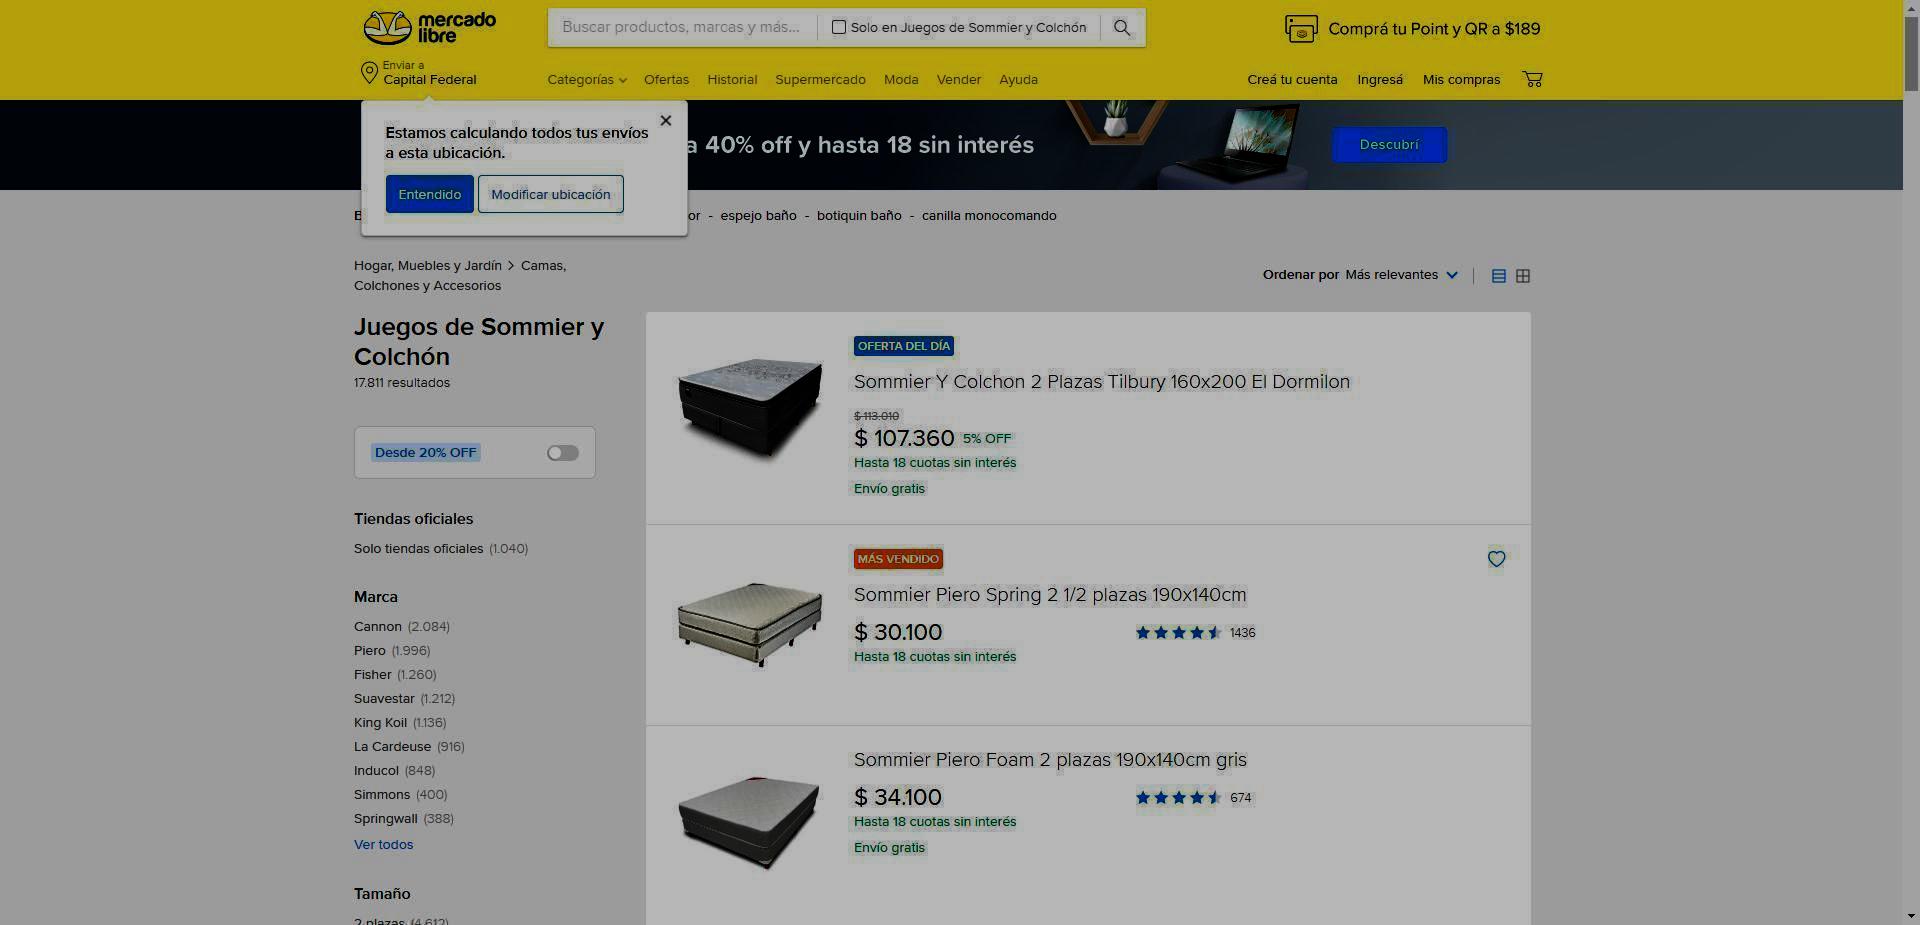 mercado
libre
Buscar productos, marcas y más...
Solo en Juegos de Sommier y Colchón
Comprá tu Point y QR a $189
Enviar a
Capital Federal
Categorías
Ofertas
Historial
Supermercado
Moda
Vender
Ayuda
Creá tu cuenta
Ingresá
Mis compras
Estamos calculando todos tus envíos
a esta ubicación.
Entendido
Modificar ubicación
a 40% off y hasta 18 sin interés
Descubrí
or - espejo baño - botiquin baño - canilla monocomando
Hogar, Muebles y Jardín > Camas,
Colchones y Accesorios
Ordenar por Más relevantes
Juegos de Sommier y
Colchón
17.811 resultados
Desde 20% OFF
Tiendas oficiales
Solo tiendas oficiales (1.040)
Marca
Cannon (2.084)
Piero (1.996)
Fisher (1.260)
Suavestar (1.212)
King Koil (1.136)
La Cardeuse (916)
Inducol (848)
Simmons (400)
Springwall (388)
Ver todos
Tamaño
2 plazas (4.612)
OFERTA DEL DÍA
Sommier Y Colchon 2 Plazas Tilbury 160x200 El Dormilon
$ 113.010
$ 107.360 5% OFF
Hasta 18 cuotas sin interés
Envío gratis
MÁS VENDIDO
Sommier Piero Spring 2 1/2 plazas 190x140cm
$ 30.100
1436
Hasta 18 cuotas sin interés
Sommier Piero Foam 2 plazas 190x140cm gris
$ 34.100
674
Hasta 18 cuotas sin interés
Envío gratis